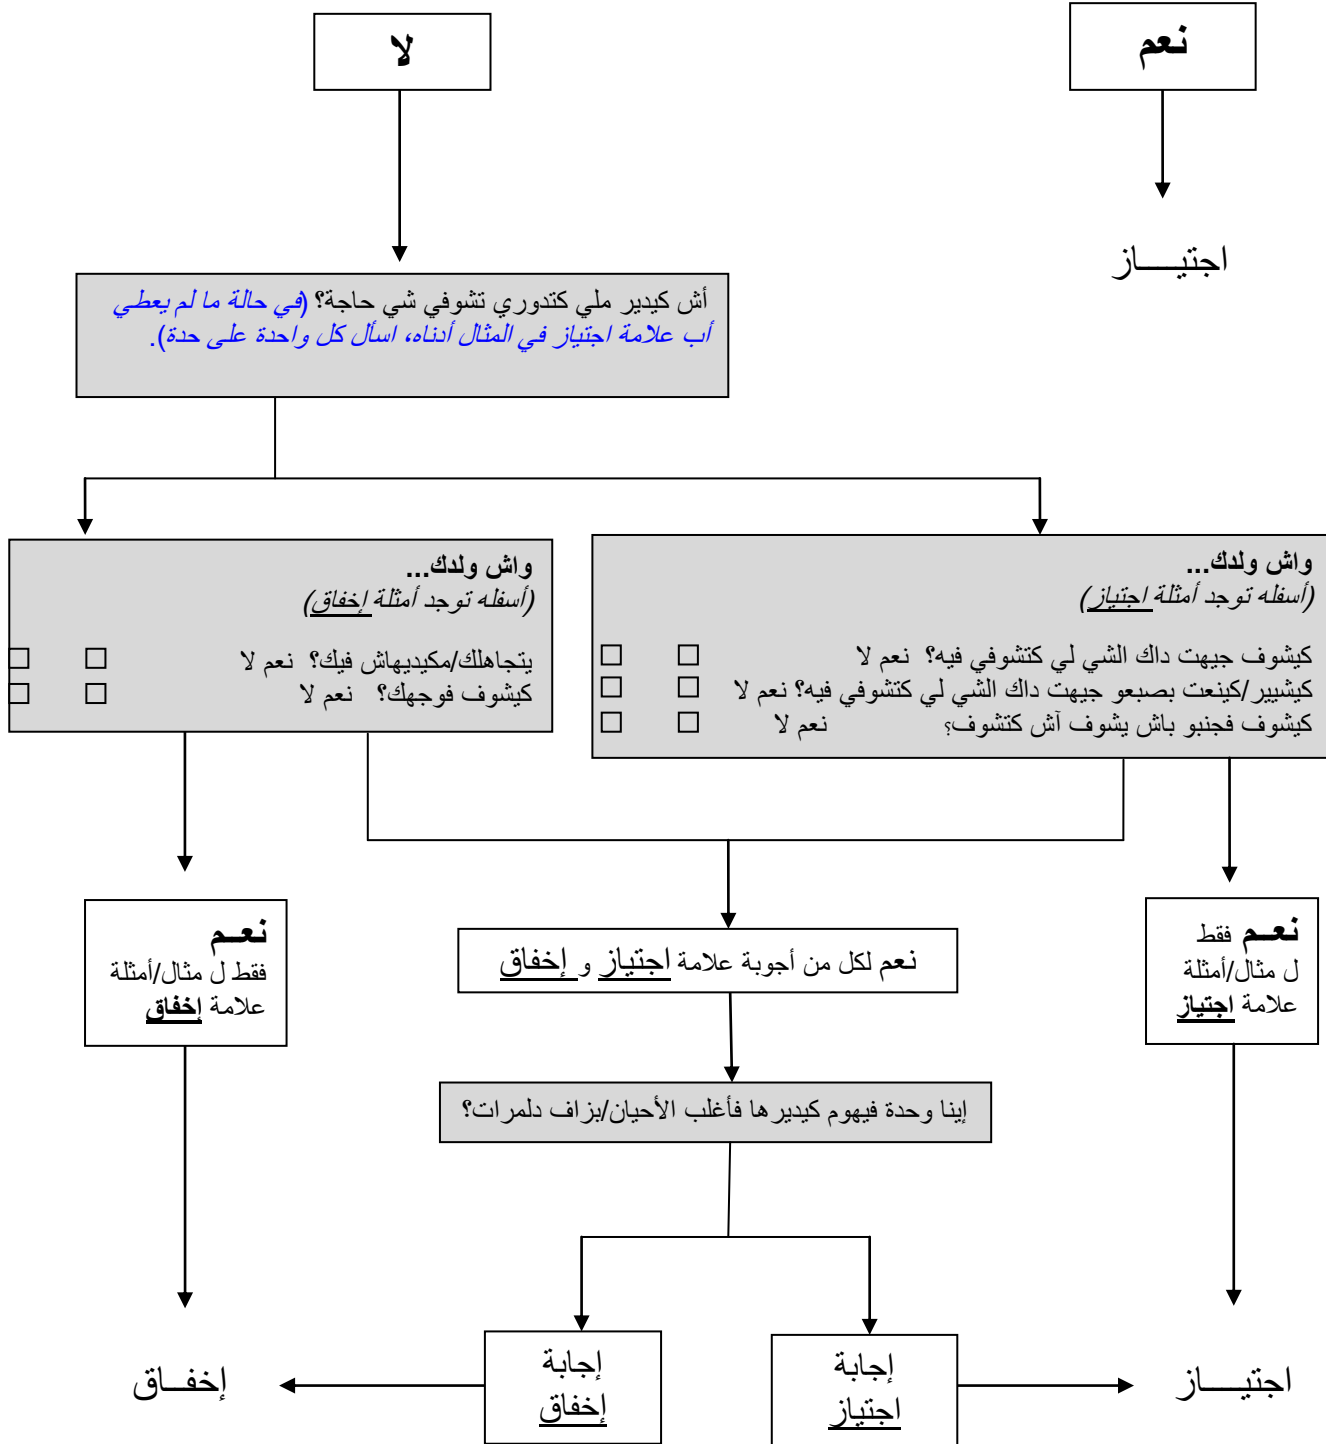 نعم
لا
اجتيـــــاز
أش كيدير ملي كتدوري تشوفي شي حاجة؟ (في حالة ما لم يعطي
أب علامة اجتياز في المثال أدناه، اسأل كل واحدة على حدة).
واش ولدك...
(أسفله توجد أمثلة اجتياز)
كيشوف جيهت داك الشي لي كتشوفي فيه؟ نعم لا □ □
كيشيير/كينعت بصبعو جيهت داك الشي لي كتشوفي فيه؟ نعم لا □ □
كيشوف فجنبو باش يشوف آش كتشوف؟ نعم لا □ □
واش ولدك...
(أسفله توجد أمثلة إخفاق)
يتجاهلك/مكيديهاش فيك؟ نعم لا □ □
كيشوف فوجهك؟ نعم لا □ □
نعـم فقط
ل مثال/أمثلة
علامة اجتياز
نعم لكل من أجوبة علامة اجتياز و إخفاق
نعـم
فقط ل مثال/أمثلة
علامة إخفاق
إينا وحدة فيهوم كيديرها فأغلب الأحيان/بزاف دلمرات؟
اجتيـــــاز
إجابة
اجتياز
إجابة
إخفاق
إخفــاق